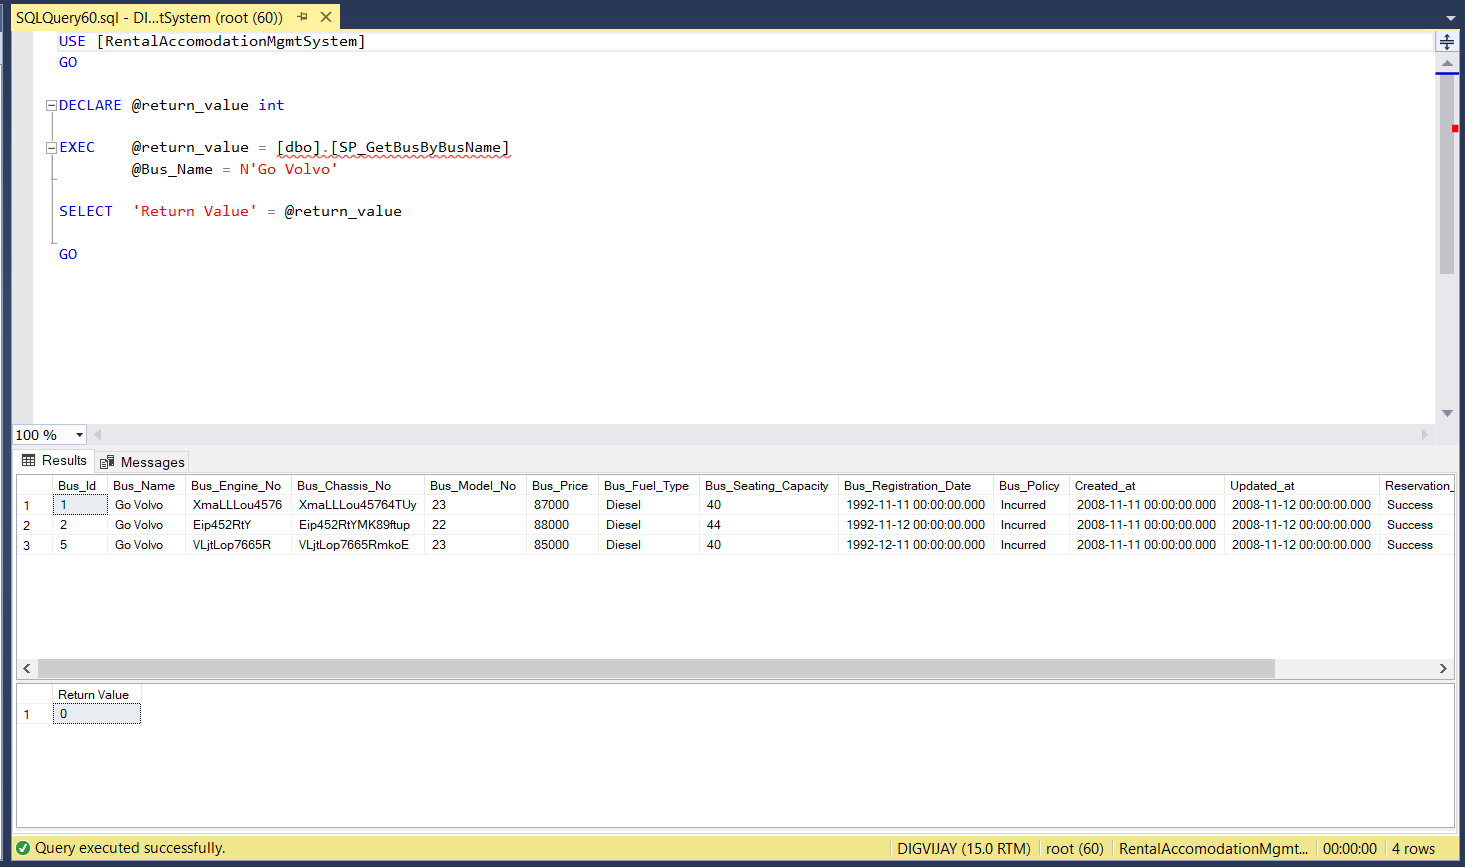 SQLQuery60.sql - DI...tSystem (root (60))
USE [RentalAccomodationMgmtSystem]
GO
DECLARE @return_value int
EXEC @return_value = [dbo].[SP_GetBusByBusName]
@Bus_Name = N'Go Volvo'
SELECT 'Return Value' = @return_value
GO
100 %
Results Messages
Bus_Id Bus_Name Bus_Engine_No Bus_Chassis_No Bus_Model_No Bus_Price Bus_Fuel_Type Bus_Seating_Capacity Bus_Registration_Date Bus_Policy Created_at Updated_at Reservation_
1 1 Go Volvo XmaLLLou4576 XmaLLLou45764TUy 23 87000 Diesel 40 1992-11-11 00:00:00.000 Incurred 2008-11-11 00:00:00.000 2008-11-12 00:00:00.000 Success
2 2 Go Volvo Eip452RtY Eip452RtYMK89ftup 22 88000 Diesel 44 1992-11-12 00:00:00.000 Incurred 2008-11-11 00:00:00.000 2008-11-12 00:00:00.000 Success
3 5 Go Volvo VLjtLop7665R VLjtLop7665RmkoE 23 85000 Diesel 40 1992-12-11 00:00:00.000 Incurred 2008-11-11 00:00:00.000 2008-11-12 00:00:00.000 Success
Return Value
1 0
Query executed successfully. DIGVIJAY (15.0 RTM) root (60) RentalAccomodationMgmt... 00:00:00 4 rows